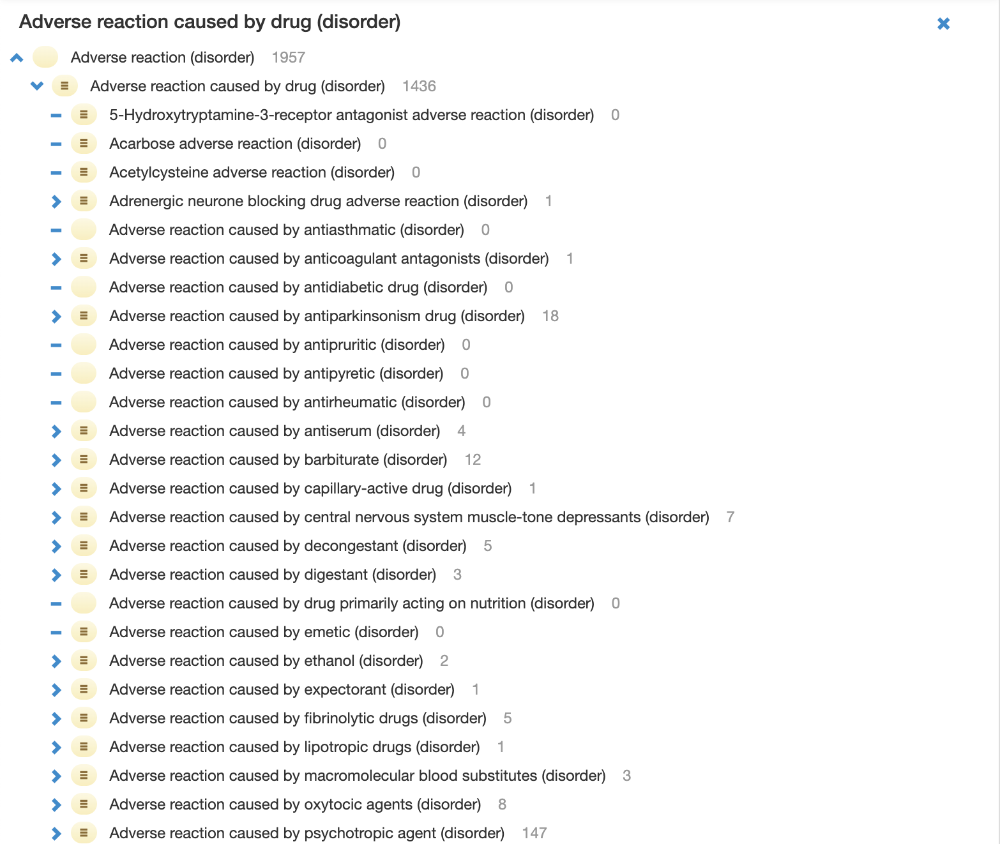 Adverse reaction caused by drug (disorder)
Adverse reaction (disorder) 1957
Adverse reaction caused by drug (disorder) 1436
5-Hydroxytryptamine-3-receptor antagonist adverse reaction (disorder) 0
Acarbose adverse reaction (disorder) 0
Acetylcysteine adverse reaction (disorder) 0
Adrenergic neurone blocking drug adverse reaction (disorder) 1
Adverse reaction caused by antiasthmatic (disorder) 0
Adverse reaction caused by anticoagulant antagonists (disorder) 1
Adverse reaction caused by antidiabetic drug (disorder) 0
Adverse reaction caused by antiparkinsonism drug (disorder) 18
Adverse reaction caused by antipruritic (disorder) 0
Adverse reaction caused by antipyretic (disorder) 0
Adverse reaction caused by antirheumatic (disorder) 0
Adverse reaction caused by antiserum (disorder) 4
Adverse reaction caused by barbiturate (disorder) 12
Adverse reaction caused by capillary-active drug (disorder) 1
Adverse reaction caused by central nervous system muscle-tone depressants (disorder) 7
Adverse reaction caused by decongestant (disorder) 5
Adverse reaction caused by digestant (disorder) 3
Adverse reaction caused by drug primarily acting on nutrition (disorder) 0
Adverse reaction caused by emetic (disorder) 0
Adverse reaction caused by ethanol (disorder) 2
Adverse reaction caused by expectorant (disorder) 1
Adverse reaction caused by fibrinolytic drugs (disorder) 5
Adverse reaction caused by lipotropic drugs (disorder) 1
Adverse reaction caused by macromolecular blood substitutes (disorder) 3
Adverse reaction caused by oxytocic agents (disorder) 8
Adverse reaction caused by psychotropic agent (disorder) 147